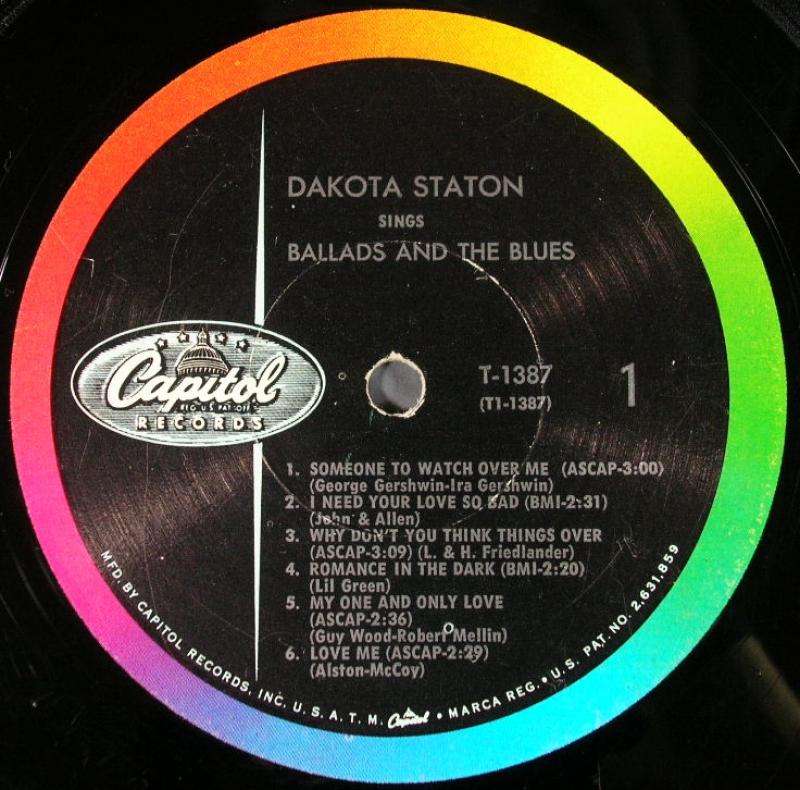 DAKOTA STATON
SINGS
BALLADS AND THE BLUES
Capitol
REG. U.S. PAT. OFF.
RECORDS
T-1387
(T1-1387)
1
1. SOMEONE TO WATCH OVER ME (ASCAP-3:00)
(George Gershwin-Ira Gershwin)
2. I NEED YOUR LOVE SO BAD (BMI-2:31)
(John & Allen)
3. WHY DON'T YOU THINK THINGS OVER
(ASCAP-3:09) (L. & H. Friedlander)
4. ROMANCE IN THE DARK (BMI-2:20)
(Lil Green)
5. MY ONE AND ONLY LOVE
(ASCAP-2:36)
(Guy Wood-Robert Mellin)
6. LOVE ME (ASCAP-2:29)
(Alston-McCoy)
MFD. BY CAPITOL RECORDS, INC. U. S. A. T. M. Capitol • MARCA REG. • U. S. PAT. NO. 2,631,859